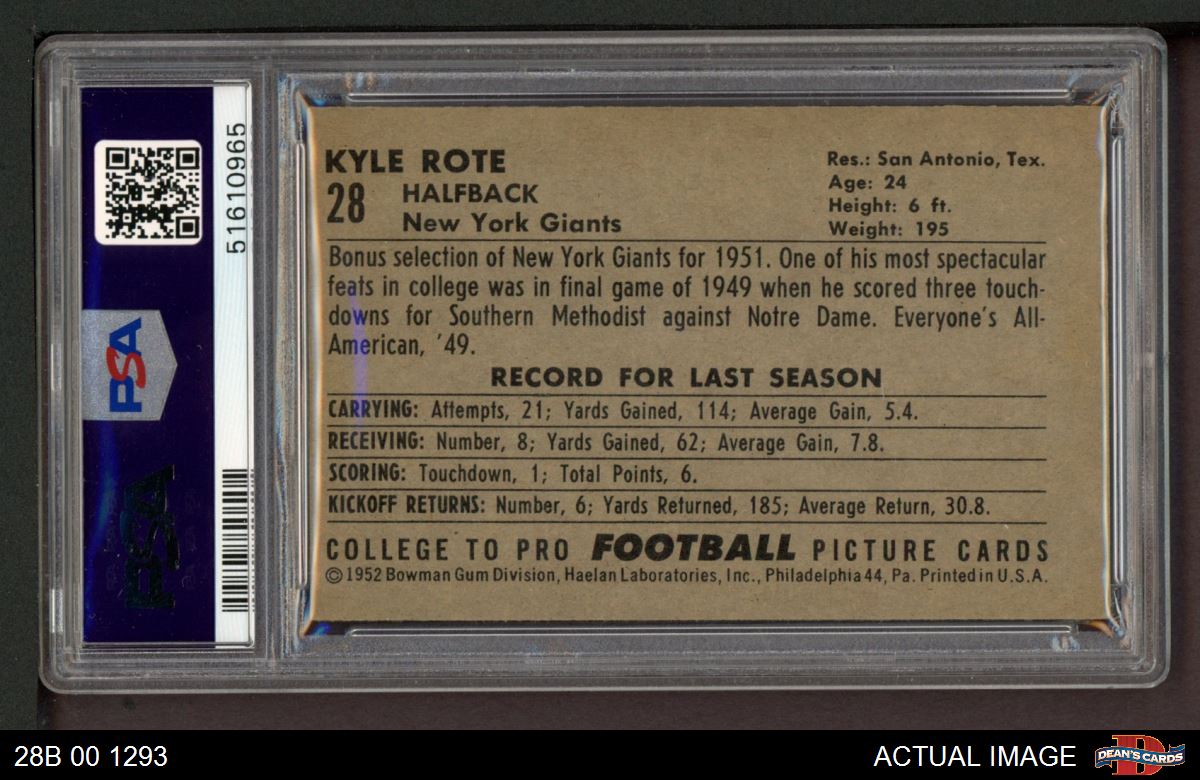 51610965
PSA
PSA
KYLE ROTE
28 HALFBACK
New York Giants
Res.: San Antonio, Tex.
Age: 24
Height: 6 ft.
Weight: 195
Bonus selection of New York Giants for 1951. One of his most spectacular
feats in college was in final game of 1949 when he scored three touch-
downs for Southern Methodist against Notre Dame. Everyone's All-
American, '49.
RECORD FOR LAST SEASON
CARRYING: Attempts, 21; Yards Gained, 114; Average Gain, 5.4.
RECEIVING: Number, 8; Yards Gained, 62; Average Gain, 7.8.
SCORING: Touchdown, 1; Total Points, 6.
KICKOFF RETURNS: Number, 6; Yards Returned, 185; Average Return, 30.8.
COLLEGE TO PRO FOOTBALL PICTURE CARDS
©1952 Bowman Gum Division, Haelan Laboratories, Inc., Philadelphia 44, Pa. Printed in U.S.A.
28B 00 1293
ACTUAL IMAGE
D
DEAN'S CARDS